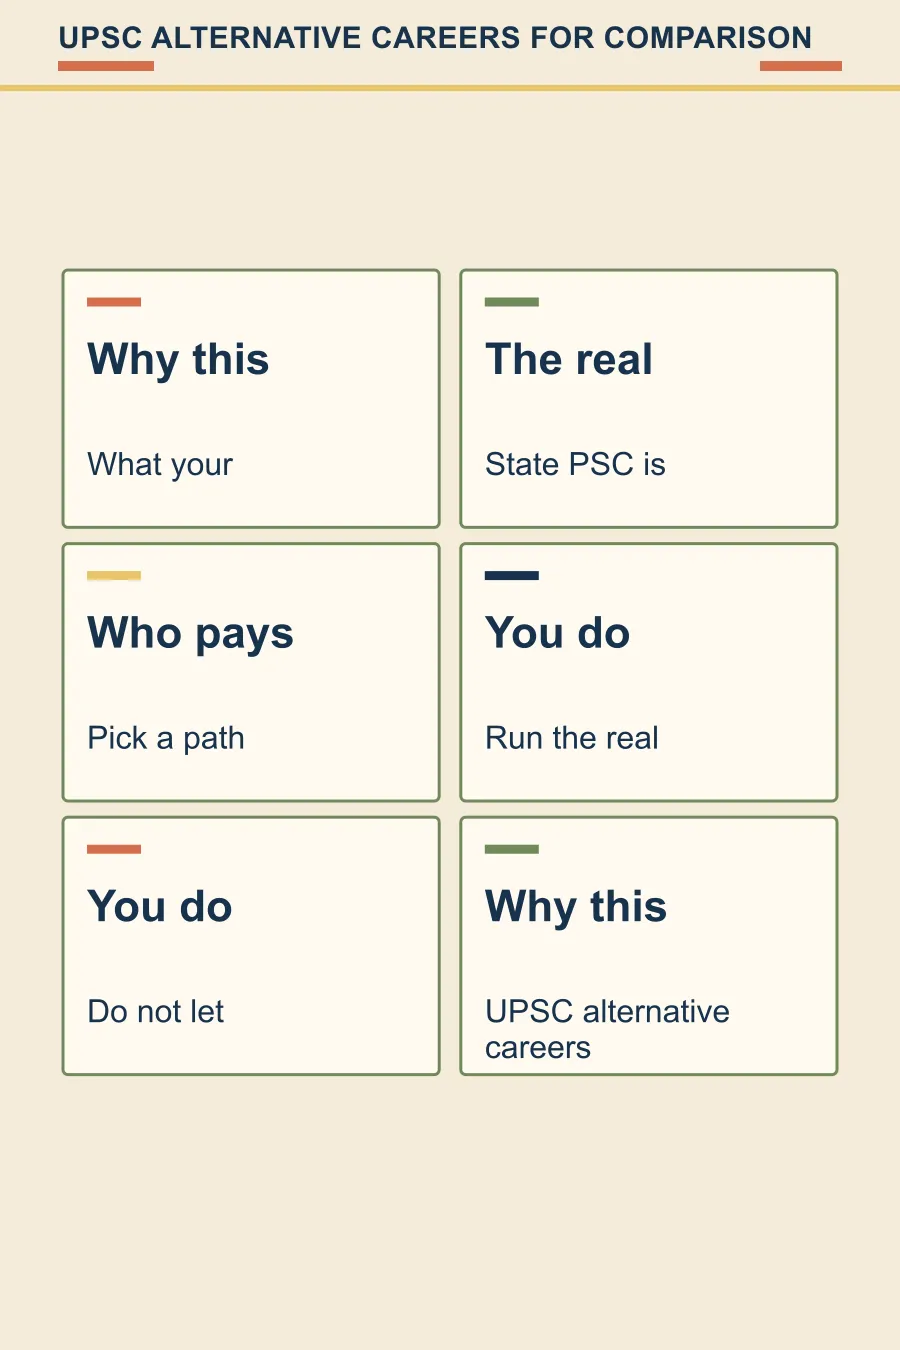 UPSC ALTERNATIVE CAREERS FOR COMPARISON
Why this
What your
The real
State PSC is
Who pays
Pick a path
You do
Run the real
You do
Do not let
Why this
UPSC alternative
careers